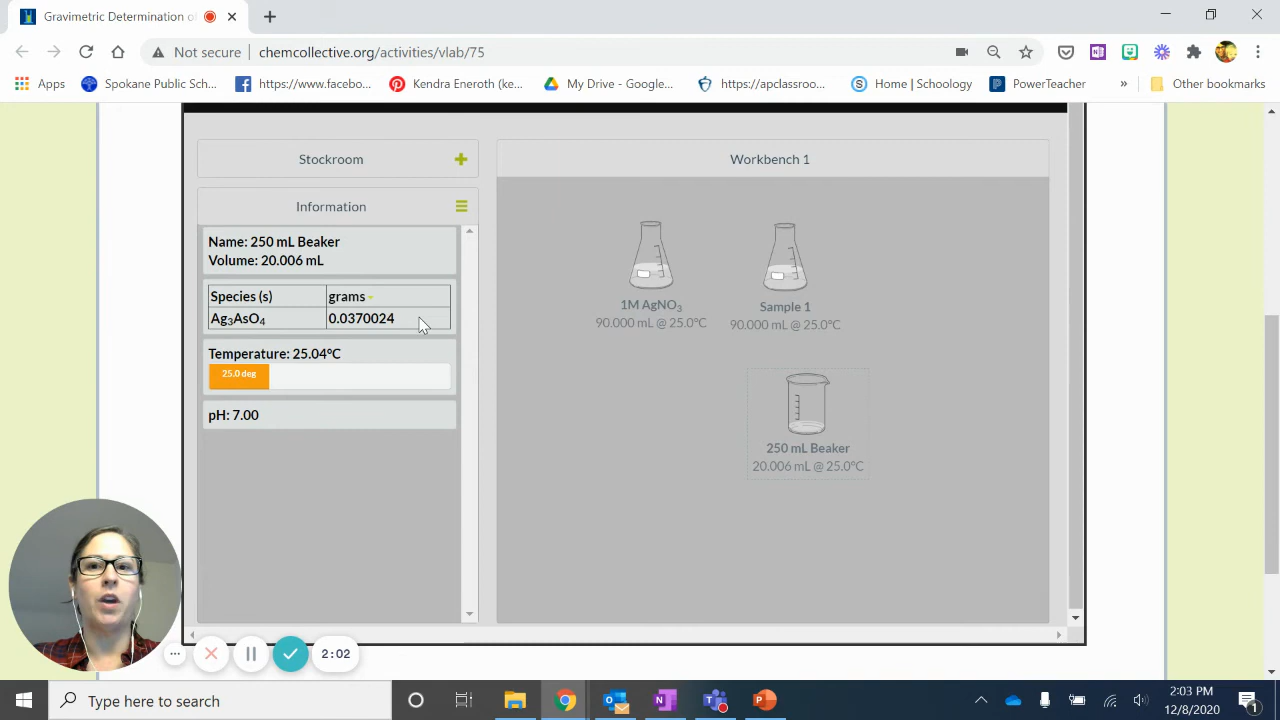 Gravimetric Determination of
Not secure
chemcollective.org/activities/vlab/75
Apps
Spokane Public Sch...
https://www.faceboo...
Kendra Eneroth (ke...
My Drive - Google...
https://apclassroo...
Home | Schoology
PowerTeacher
»
Other bookmarks
Stockroom
Workbench 1
Information
Name: 250 mL Beaker
Volume: 20.006 mL
Species (s) grams
Ag₃AsO₄ 0.0370024
Temperature: 25.04°C
25.0 deg
pH: 7.00
1M AgNO₃
90.000 mL @ 25.0°C
Sample 1
90.000 mL @ 25.0°C
250 mL Beaker
20.006 mL @ 25.0°C
2:02
Type here to search
2:03 PM
12/8/2020
1